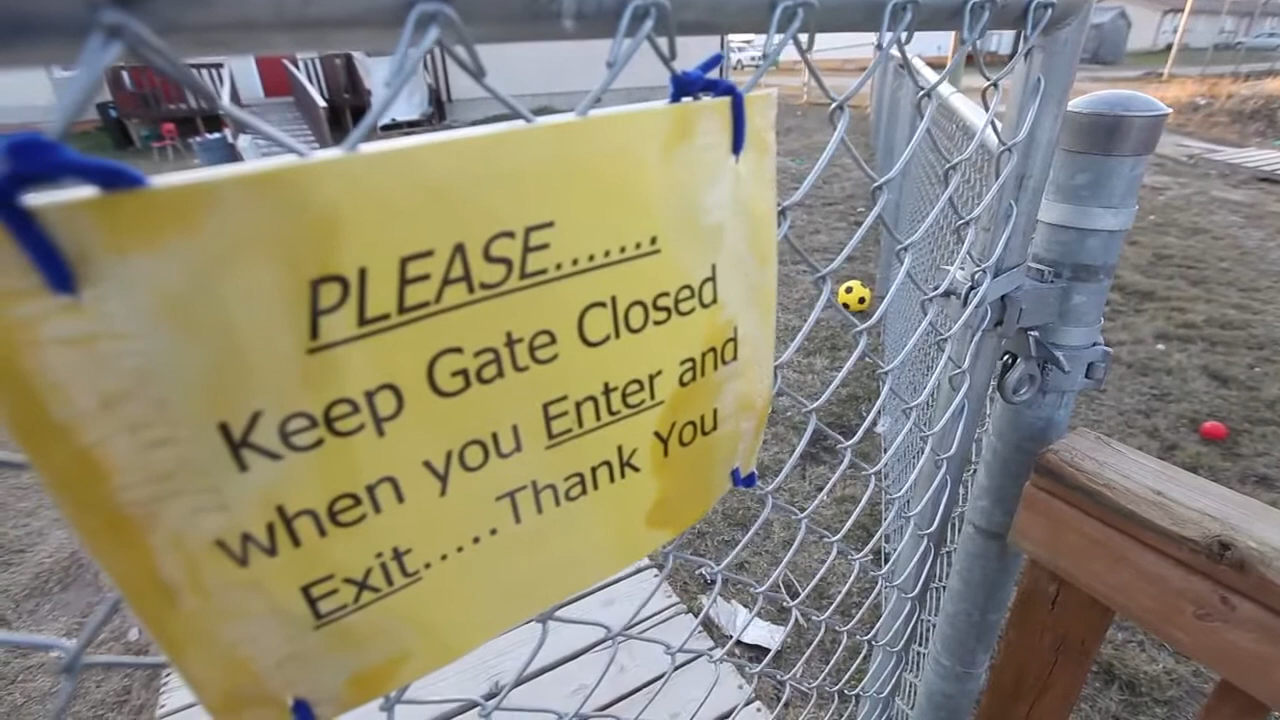 PLEASE.......
Keep Gate Closed
when you Enter and
Exit.....Thank You